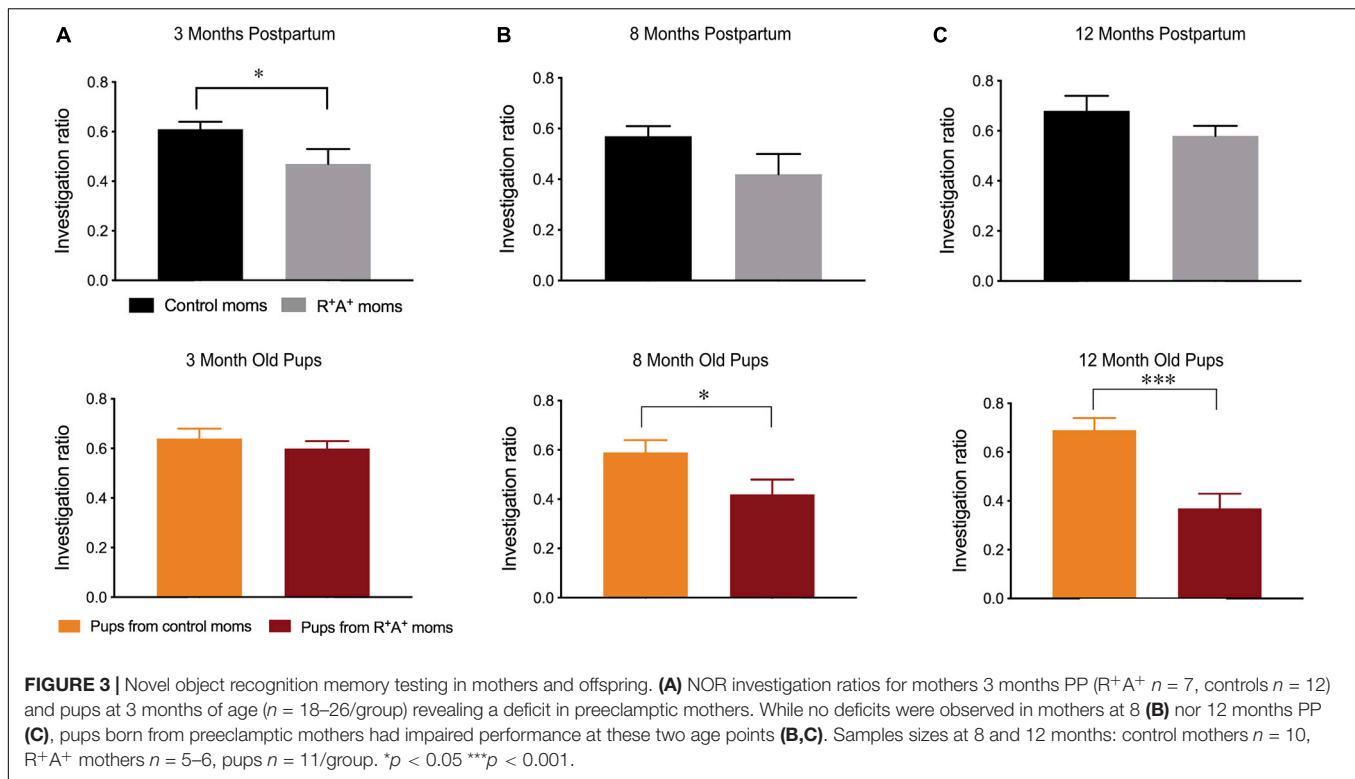 A
3 Months Postpartum
*
Investigation ratio
0.8
0.6
0.4
0.2
0.0
Control moms
R⁺A⁺ moms
B
8 Months Postpartum
Investigation ratio
0.8
0.6
0.4
0.2
0.0
C
12 Months Postpartum
Investigation ratio
0.8
0.6
0.4
0.2
0.0
3 Month Old Pups
Investigation ratio
0.8
0.6
0.4
0.2
0.0
Pups from control moms
Pups from R⁺A⁺ moms
8 Month Old Pups
*
Investigation ratio
0.8
0.6
0.4
0.2
0.0
12 Month Old Pups
***
Investigation ratio
0.8
0.6
0.4
0.2
0.0
FIGURE 3 | Novel object recognition memory testing in mothers and offspring. (A) NOR investigation ratios for mothers 3 months PP (R⁺A⁺ n = 7, controls n = 12)
and pups at 3 months of age (n = 18–26/group) revealing a deficit in preeclamptic mothers. While no deficits were observed in mothers at 8 (B) nor 12 months PP
(C), pups born from preeclamptic mothers had impaired performance at these two age points (B,C). Samples sizes at 8 and 12 months: control mothers n = 10,
R⁺A⁺ mothers n = 5–6, pups n = 11/group. *p < 0.05 ***p < 0.001.